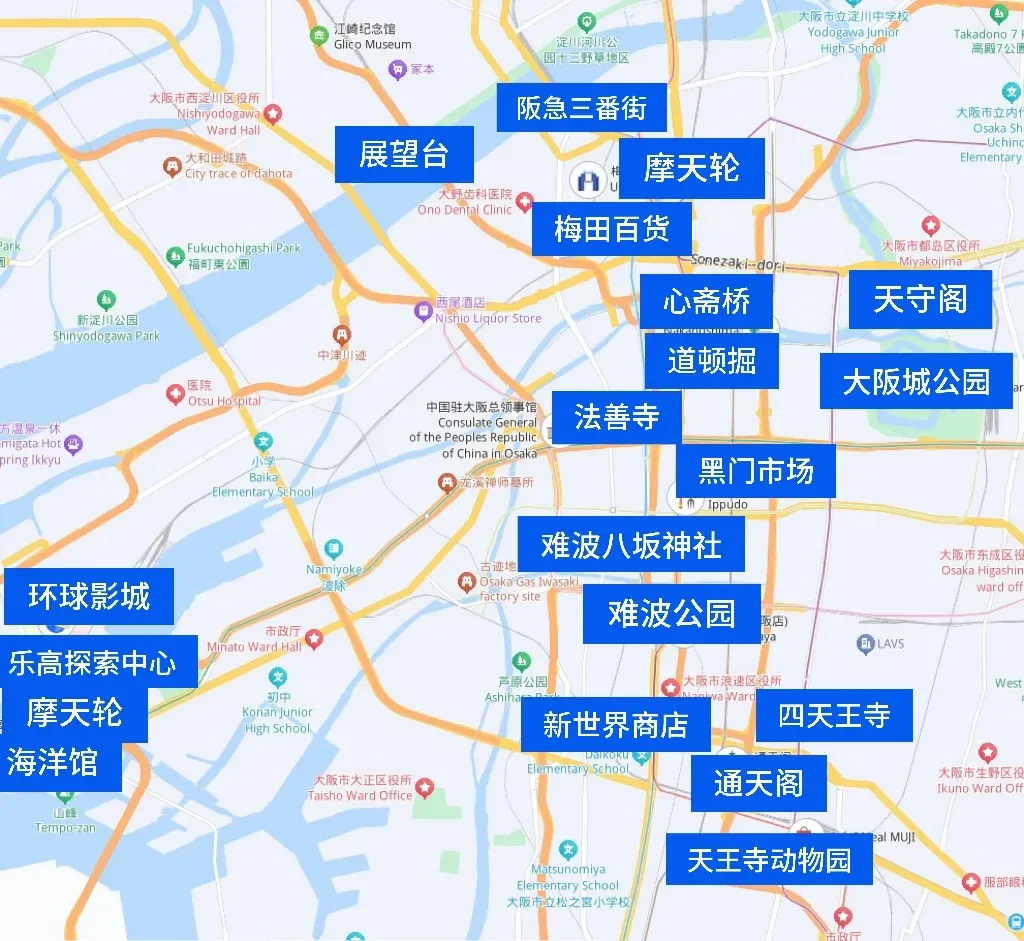 江崎纪念馆
Glico Museum
冢本
淀川河川公
园十三野草地区
大阪市立淀川中学校
Yodogawa Junior
High School
Takadono 7
高殿7公
大阪市西淀川区役所
Nishiyodogawa
Ward Hall
阪急三番街
展望台
摩天轮
大阪市立内
Osaka
Elementary
大和田城跡
City trace of dahota
大野齿科医院
Ono Dental Clinic
梅田百货
Fukuchohigashi Park
福町東公園
大阪市都岛区役所
Miyakojima
Sonezaki-dori
心斋桥
天守阁
新淀川公园
Shinyodogawa Park
西尾酒店
Nishio Liquor Store
中津川迹
道顿掘
大阪城公园
医院
Otsu Hospital
法善寺
中国驻大阪总领事馆
Consulate General
of the Peoples Republic
of China in Osaka
方温泉一休
amigata Hot
pring Ikkyu
小学
Baika
Elementary School
黑门市场
龙溪禅师墓所
Ippudo
难波八坂神社
Namiyoke
波除
古迹地
Osaka Gas Iwasaki
factory site
大阪市东成区役
Osaka Higashin
ward off
环球影城
难波公园
市政厅
Minato Ward Hall
LAVS
乐高探索中心
芦原公园
Ashihara Park
大阪市浪速区役所
Naniwa Ward
West
摩天轮
初中
Konan Junior
High School
新世界商店
四天王寺
海洋馆
Daikoku
Elementary School
通天阁
大阪市生野区役
Ikuno Ward Off
大阪市大正区役所
Taisho Ward Office
山峰
Tempo-zan
MUJI
天王寺动物园
Matsunomiya
Elementary School
大阪市立松之宮小学校
服部眼
市政厅